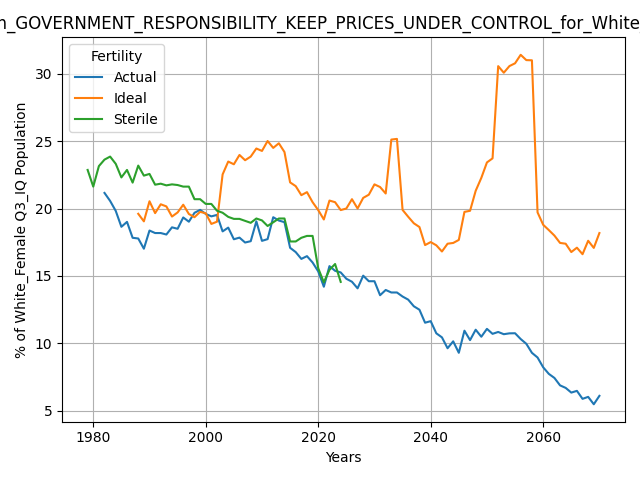 n_GOVERNMENT_RESPONSIBILITY_KEEP_PRICES_UNDER_CONTROL_for_White
Fertility
Actual
Ideal
Sterile
% of White_Female Q3_IQ Population
30
25
20
15
10
5
1980 2000 2020 2040 2060
Years